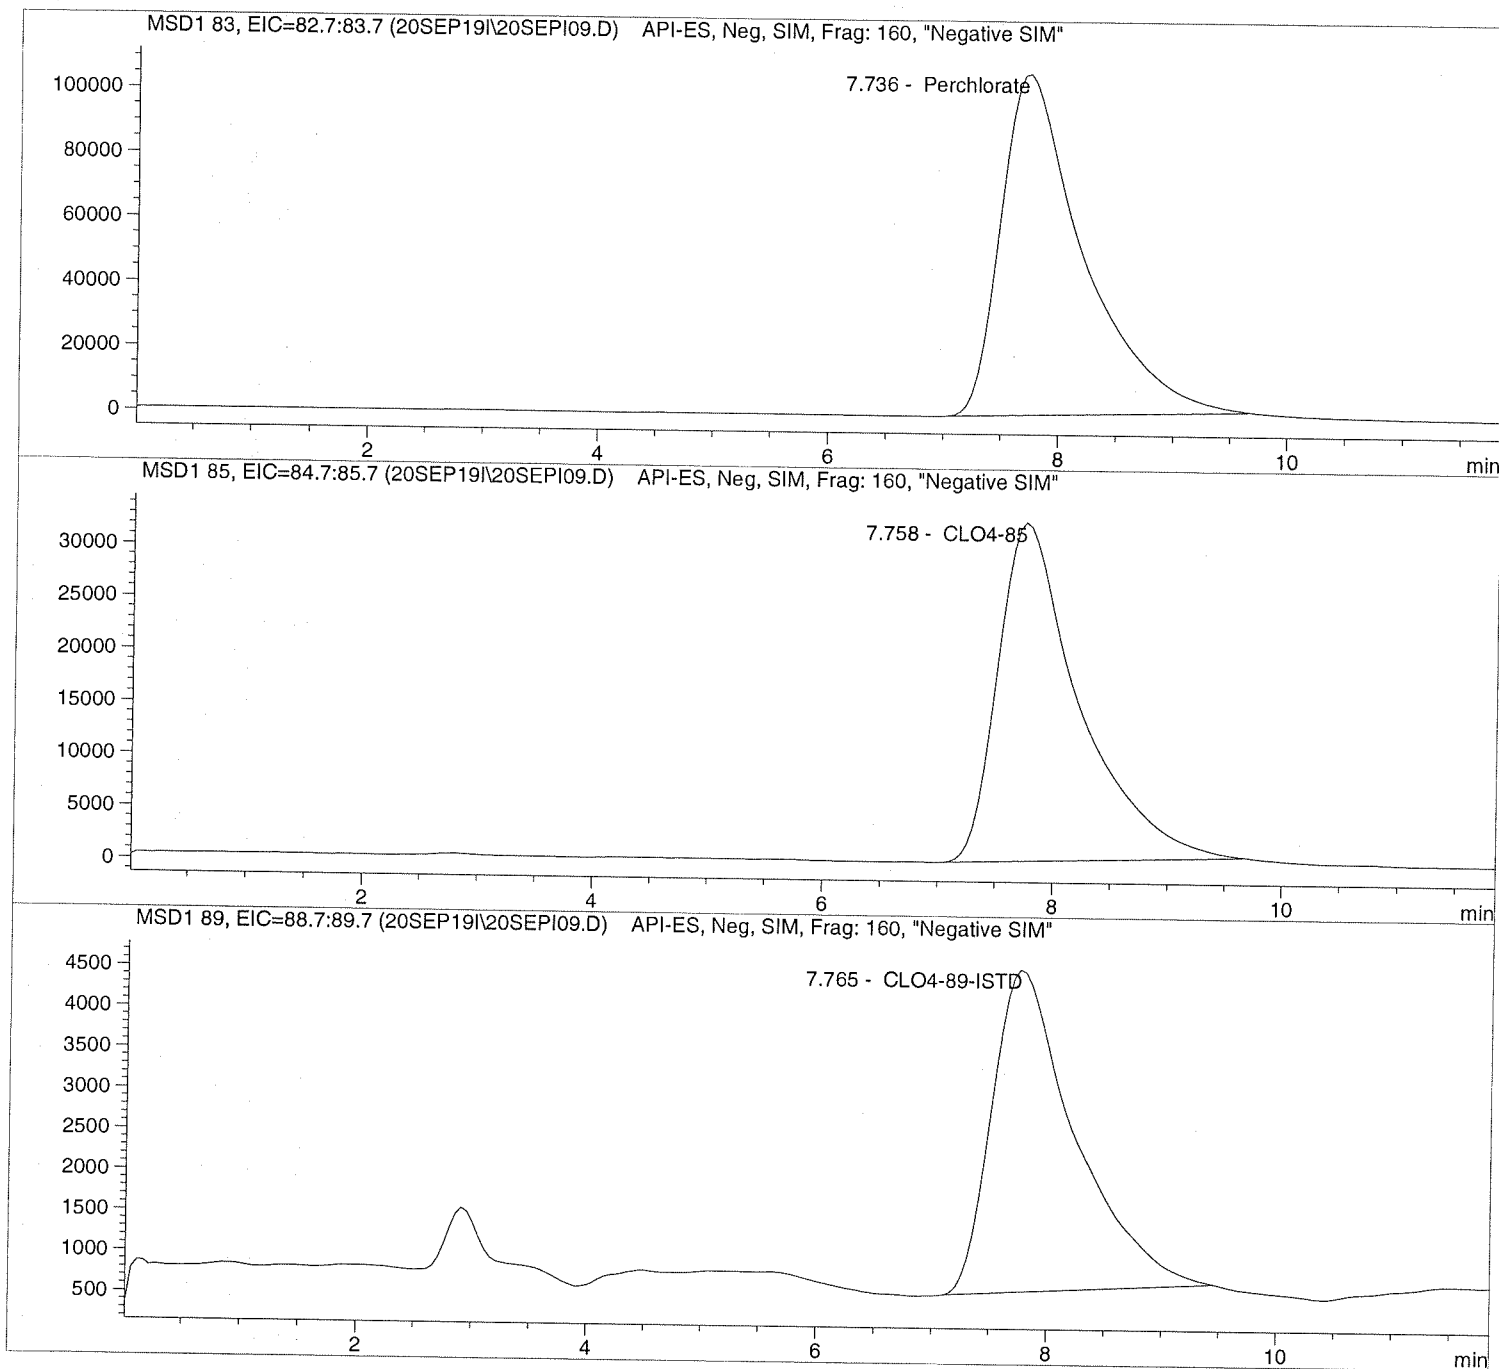 MSD1 83, EIC=82.7:83.7 (20SEP19I\20SEPI09.D) API-ES, Neg, SIM, Frag: 160, "Negative SIM"
7.736 - Perchlorate
100000
80000
60000
40000
20000
0
2 4 6 8 10 min
MSD1 85, EIC=84.7:85.7 (20SEP19I\20SEPI09.D) API-ES, Neg, SIM, Frag: 160, "Negative SIM"
7.758 - CLO4-85
30000
25000
20000
15000
10000
5000
0
2 4 6 8 10 min
MSD1 89, EIC=88.7:89.7 (20SEP19I\20SEPI09.D) API-ES, Neg, SIM, Frag: 160, "Negative SIM"
7.765 - CLO4-89-ISTD
4500
4000
3500
3000
2500
2000
1500
1000
500
2 4 6 8 10 min